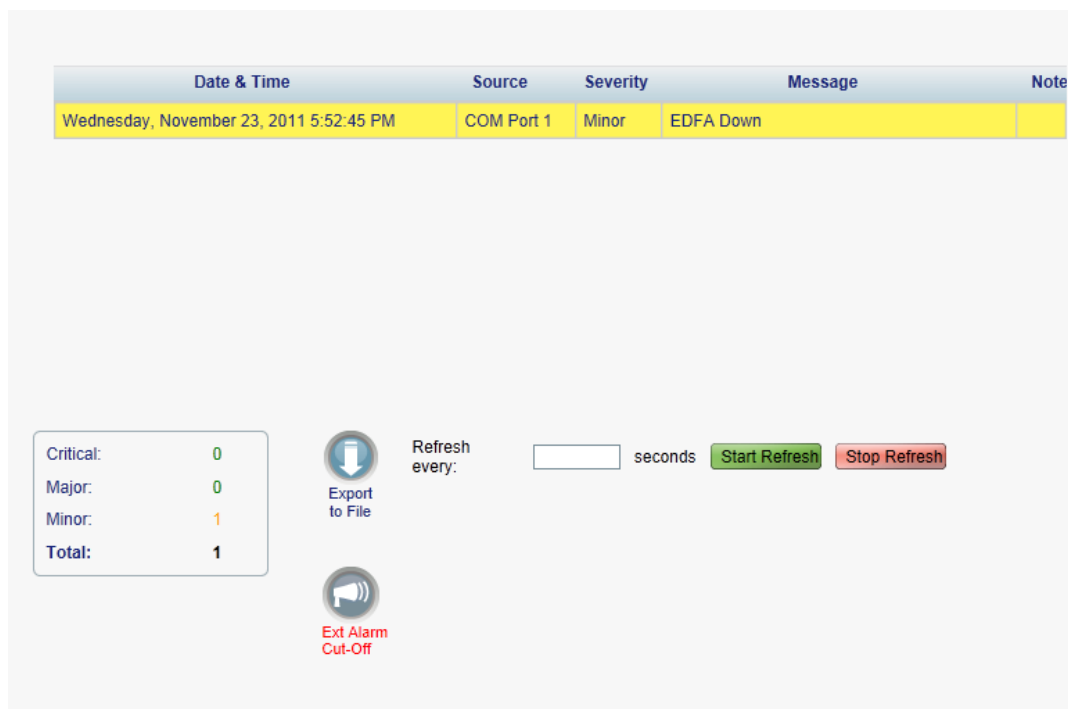 Date & Time Source Severity Message Note
Wednesday, November 23, 2011 5:52:45 PM COM Port 1 Minor EDFA Down
Critical: 0
Major: 0
Minor: 1
Total: 1
Export
to File
Refresh
every:
seconds Start Refresh Stop Refresh
Ext Alarm
Cut-Off